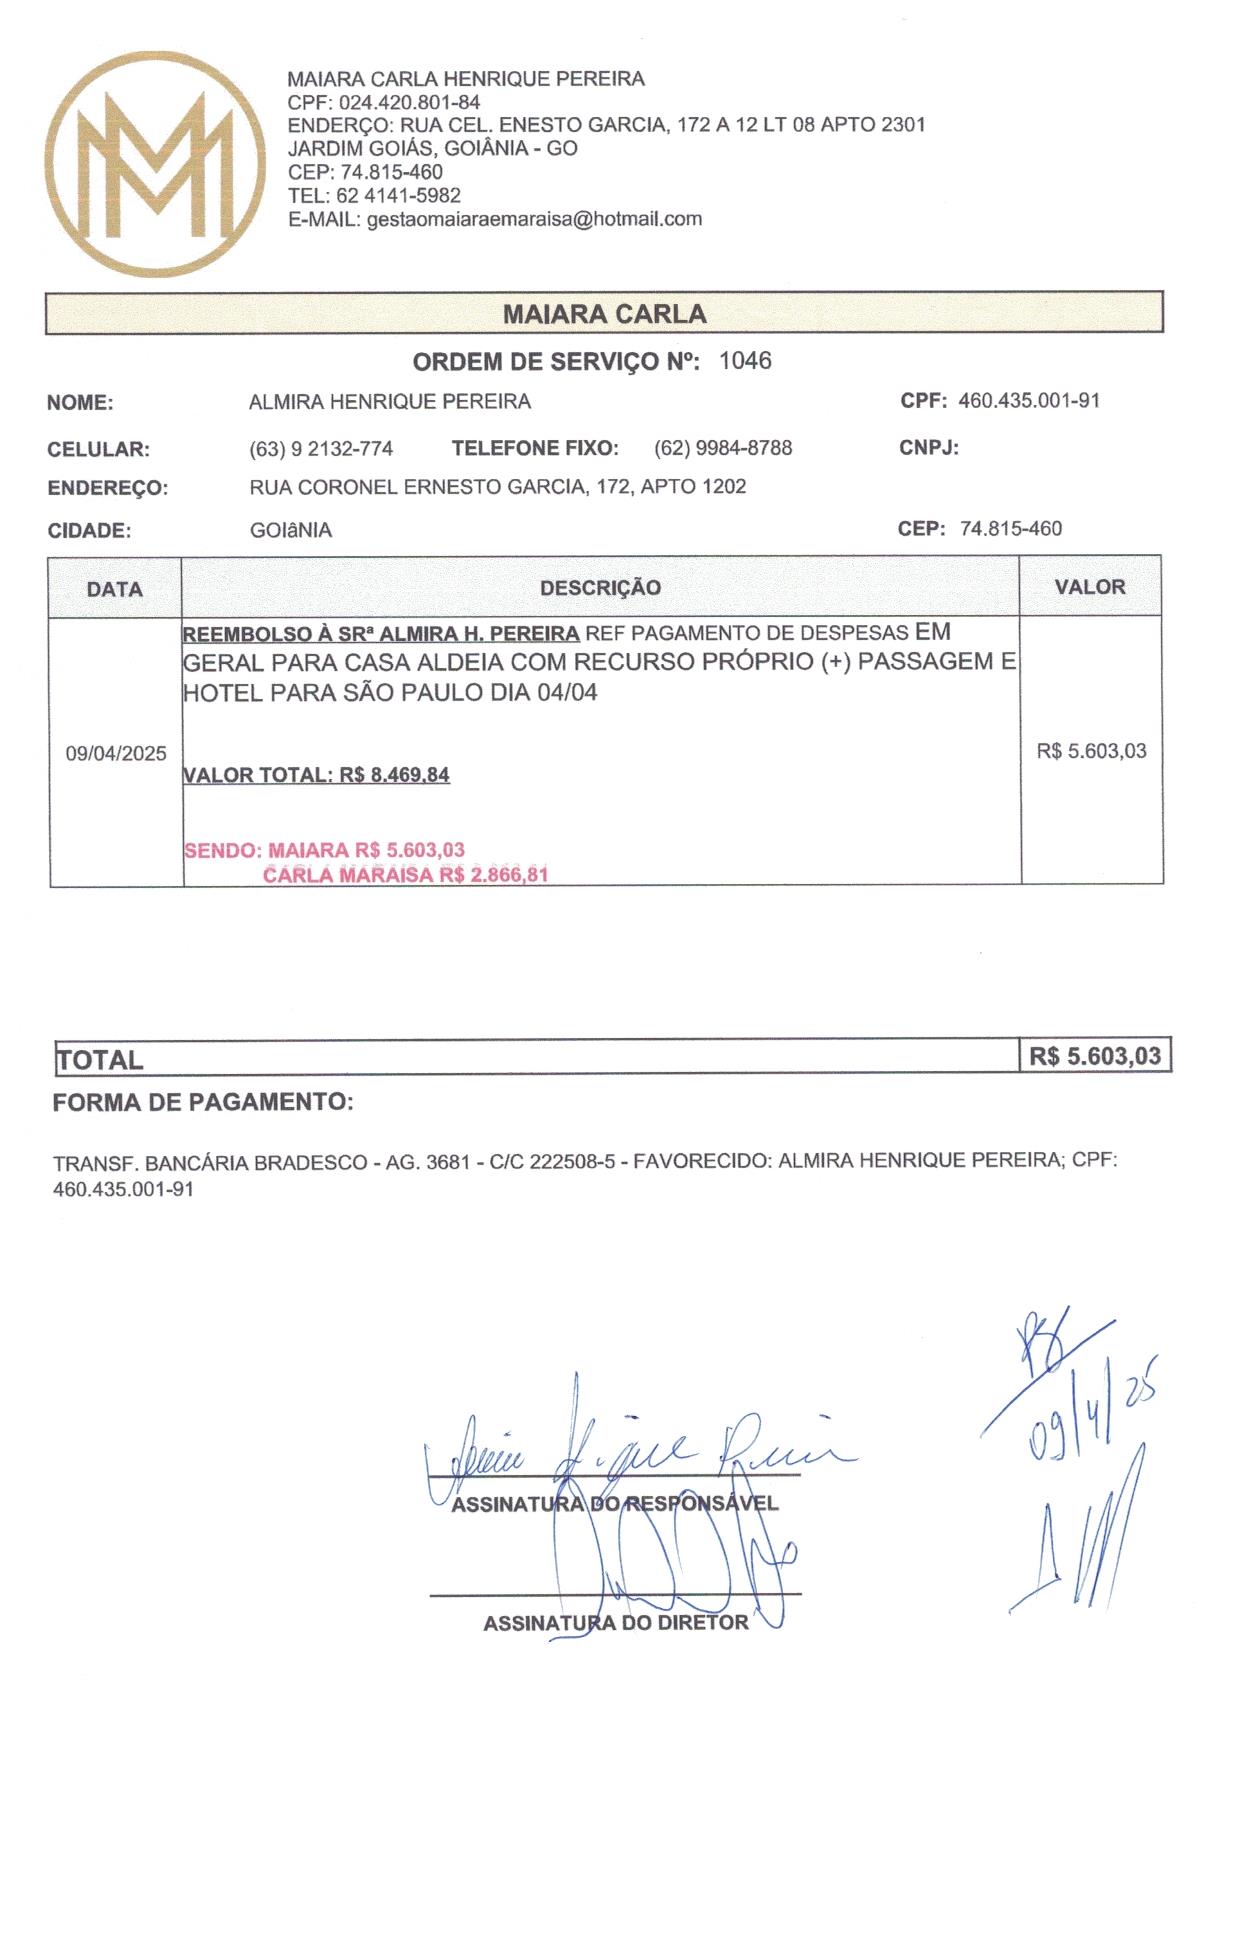 MAIARA CARLA HENRIQUE PEREIRA
CPF: 024.420.801-84
ENDERÇO: RUA CEL. ENESTO GARCIA, 172 A 12 LT 08 APTO 2301
JARDIM GOIÁS, GOIÂNIA - GO
CEP: 74.815-460
TEL: 62 4141-5982
E-MAIL: gestaomaiaraemaraisa@hotmail.com
MAIARA CARLA
ORDEM DE SERVIÇO Nº: 1046
NOME: ALMIRA HENRIQUE PEREIRA CPF: 460.435.001-91
CELULAR: (63) 9 2132-774 TELEFONE FIXO: (62) 9984-8788 CNPJ:
ENDEREÇO: RUA CORONEL ERNESTO GARCIA, 172, APTO 1202
CIDADE: GOIâNIA CEP: 74.815-460
DATA DESCRIÇÃO VALOR
REEMBOLSO À SRª ALMIRA H. PEREIRA REF PAGAMENTO DE DESPESAS EM
GERAL PARA CASA ALDEIA COM RECURSO PRÓPRIO (+) PASSAGEM E
HOTEL PARA SÃO PAULO DIA 04/04
09/04/2025 R$ 5.603,03
VALOR TOTAL: R$ 8.469,84
SENDO: MAIARA R$ 5.603,03
CARLA MARAISA R$ 2.866,81
TOTAL R$ 5.603,03
FORMA DE PAGAMENTO:
TRANSF. BANCÁRIA BRADESCO - AG. 3681 - C/C 222508-5 - FAVORECIDO: ALMIRA HENRIQUE PEREIRA; CPF:
460.435.001-91
09/4/25
ASSINATURA DO RESPONSÁVEL
ASSINATURA DO DIRETOR